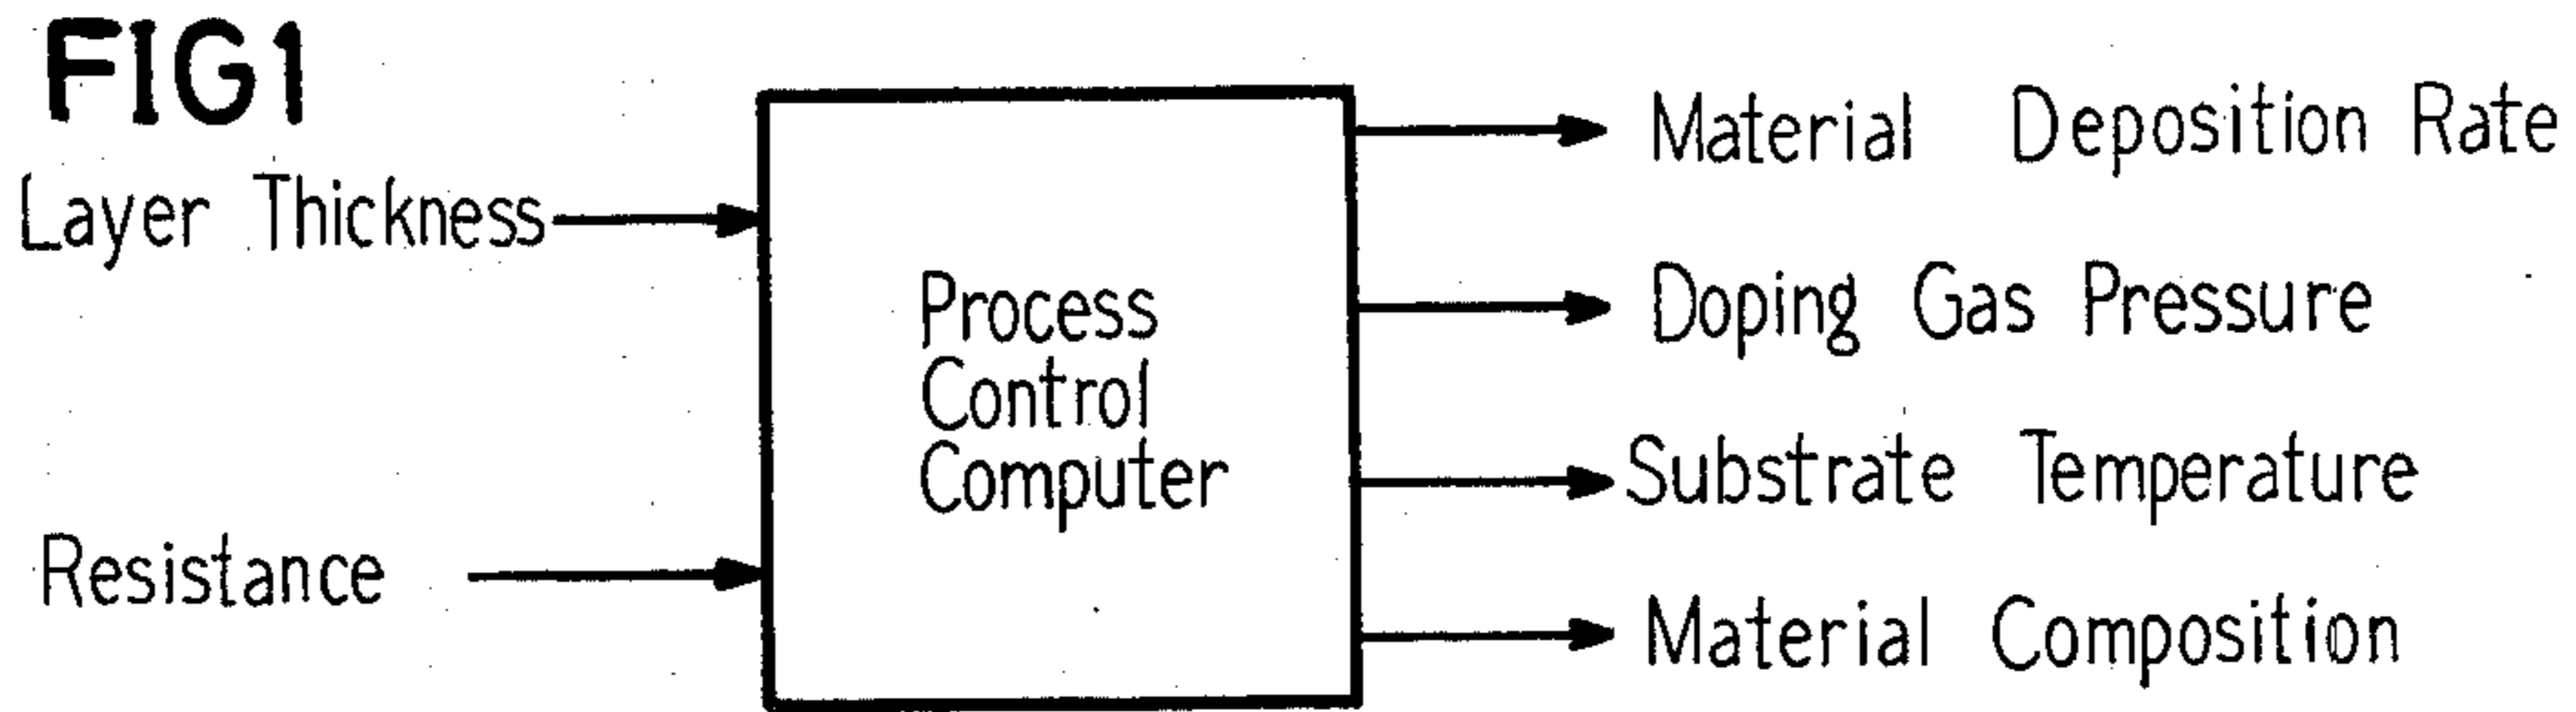 FIG1
Layer Thickness
Resistance
Process
Control
Computer
Material Deposition Rate
Doping Gas Pressure
Substrate Temperature
Material Composition